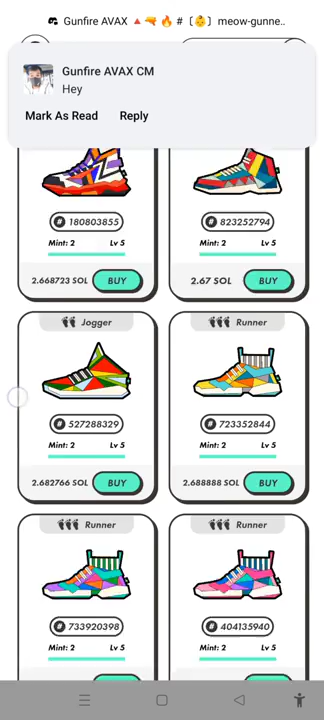 Gunfire AVAX 🔺🔫🔥 # 〔👶〕meow-gunne..
Gunfire AVAX CM
Hey
Mark As Read Reply
# 180803855 # 823252794
Mint: 2 Lv 5 Mint: 2 Lv 5
2.668723 SOL BUY 2.67 SOL BUY
Jogger Runner
# 527288329 # 723352844
Mint: 2 Lv 5 Mint: 2 Lv 5
2.682766 SOL BUY 2.688888 SOL BUY
Runner Runner
# 733920398 # 404135940
Mint: 2 Lv 5 Mint: 2 Lv 5